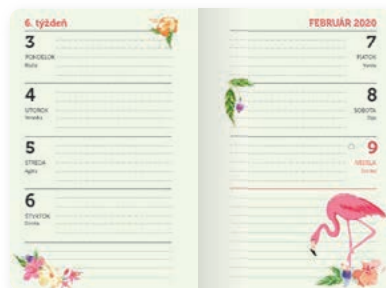 6. týždeň
3
PONDELOK
Blažej
4
UTOROK
Veronika
5
STREDA
Agáta
6
ŠTVRTOK
Dorota
FEBRUÁR 2020
7
PIATOK
Vanda
8
SOBOTA
Zoja
9
NEDEĽA